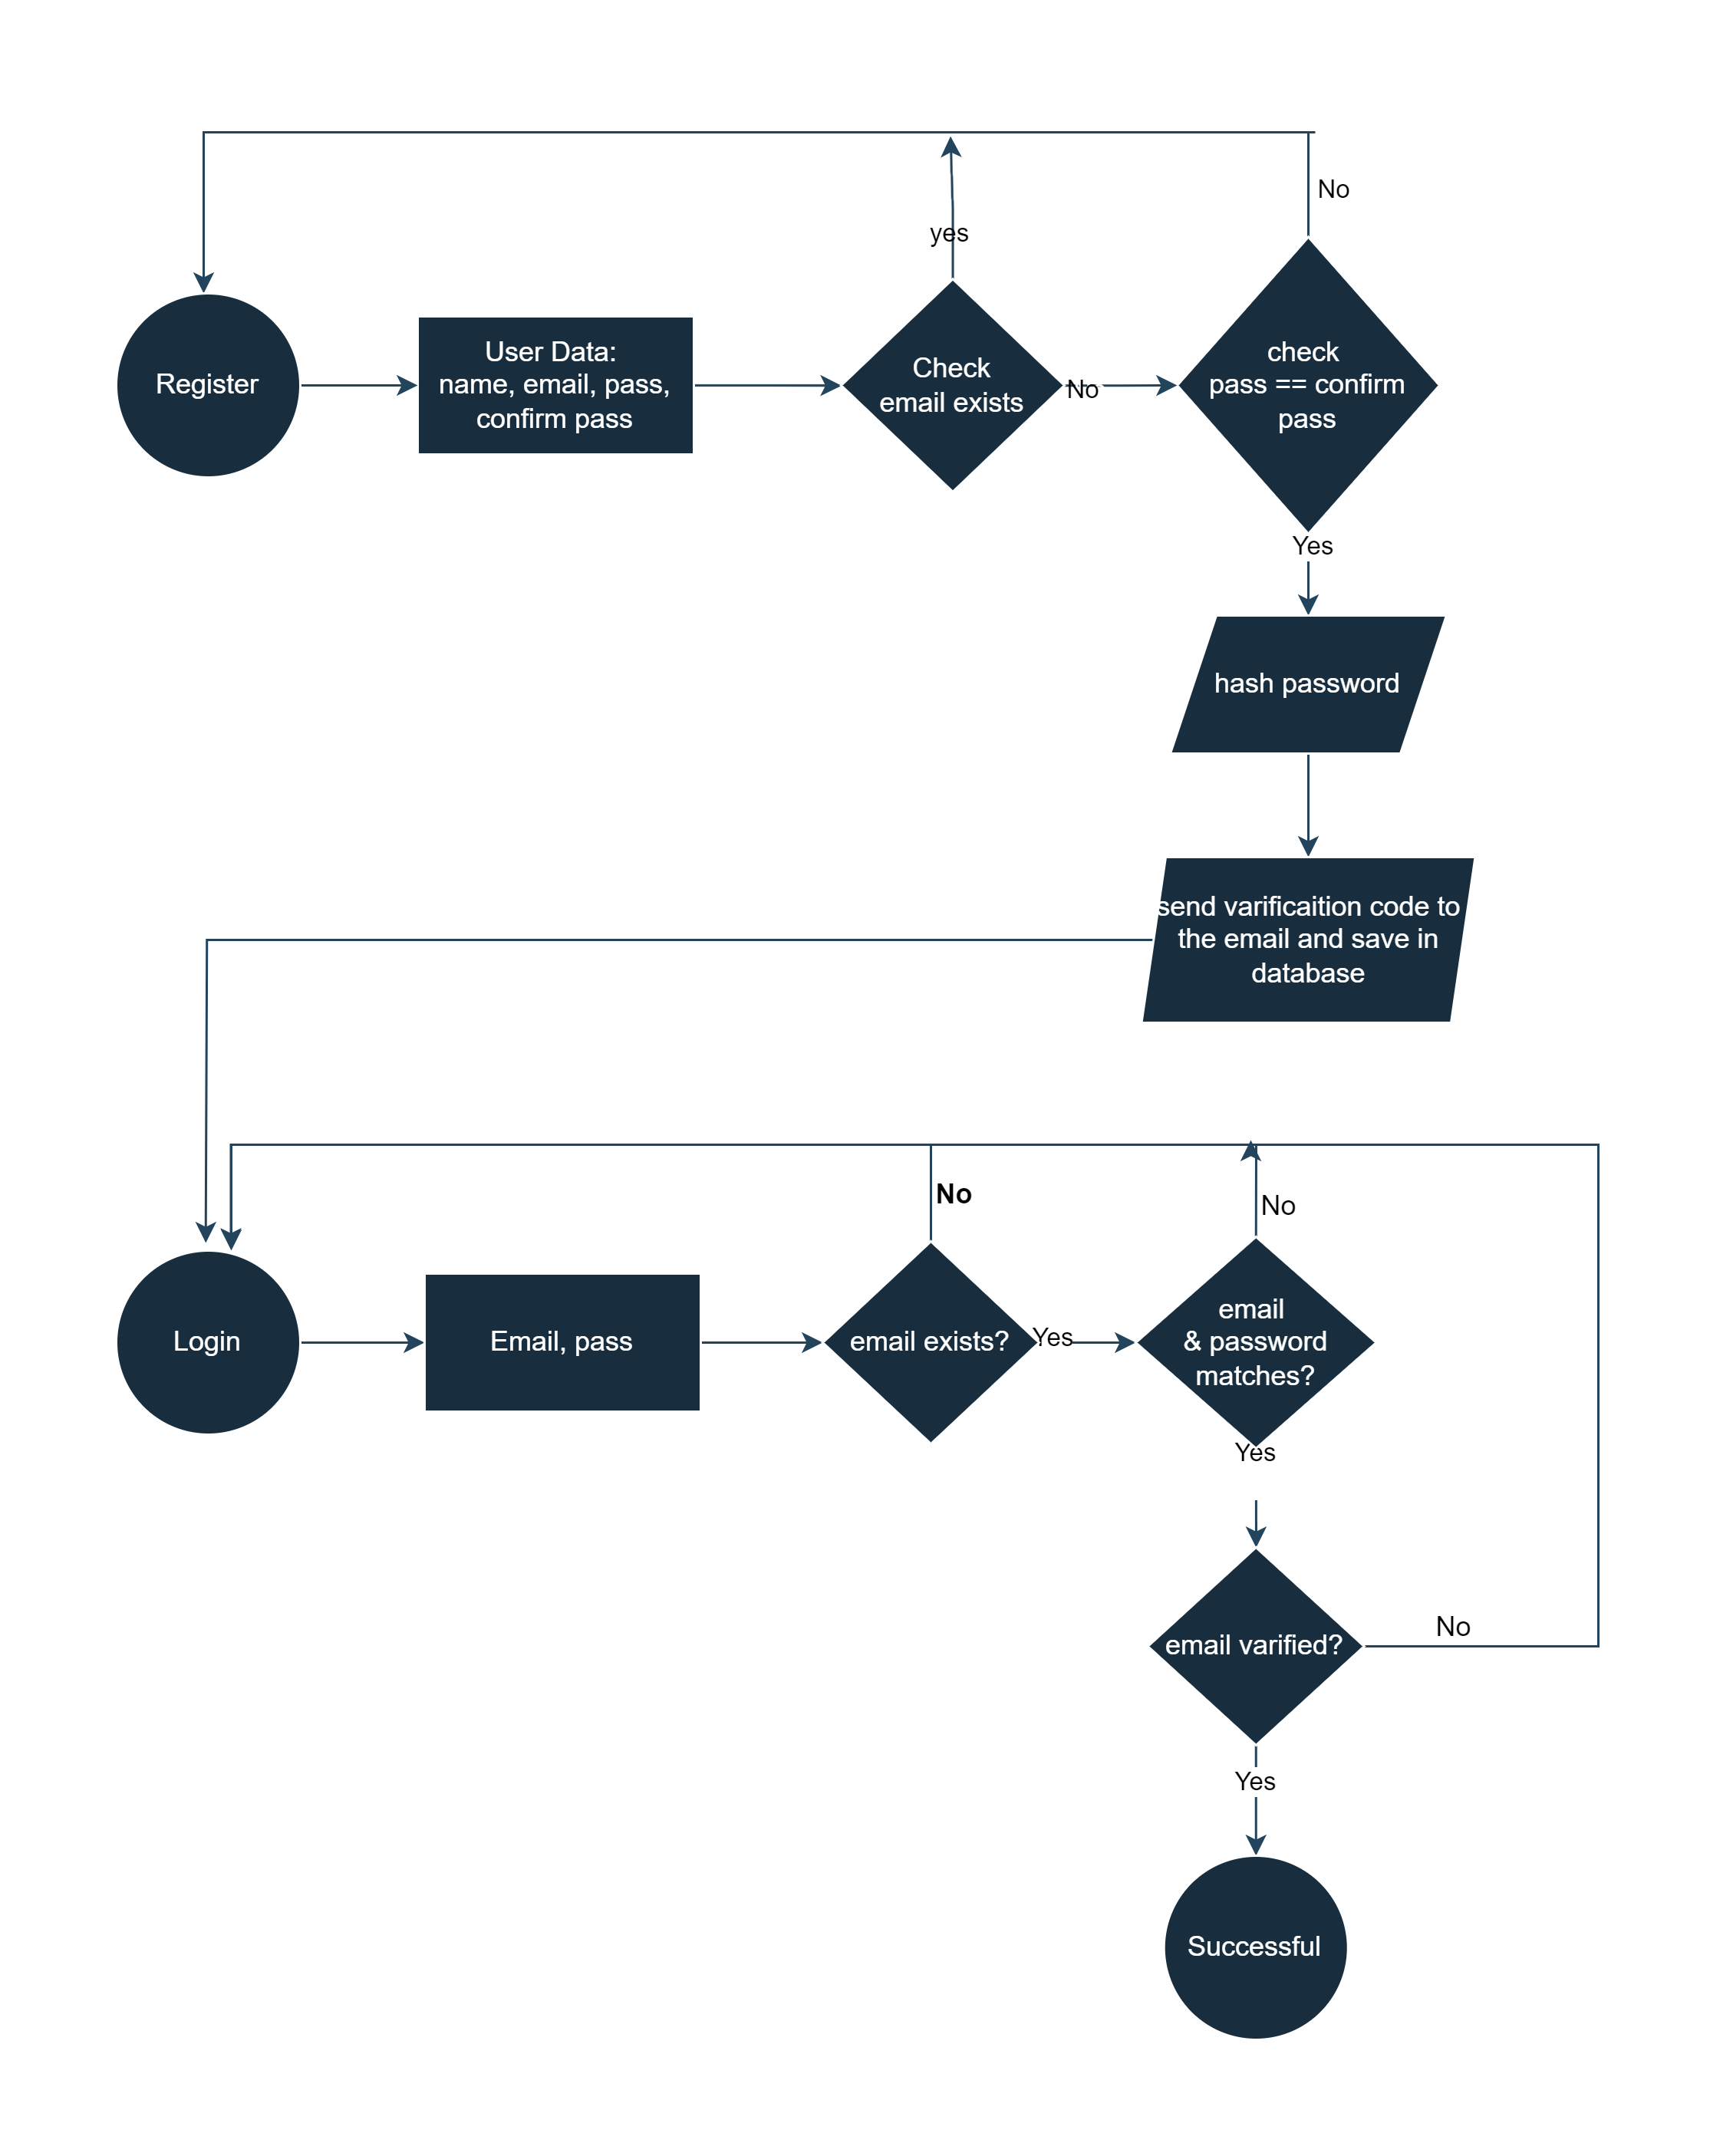 No
yes
Register
User Data:
name, email, pass,
confirm pass
Check
email exists
No
check
pass == confirm
pass
Yes
hash password
send varificaition code to
the email and save in
database
No
No
Login
Email, pass
email exists?
Yes
email
& password
matches?
Yes
No
email varified?
Yes
Successful